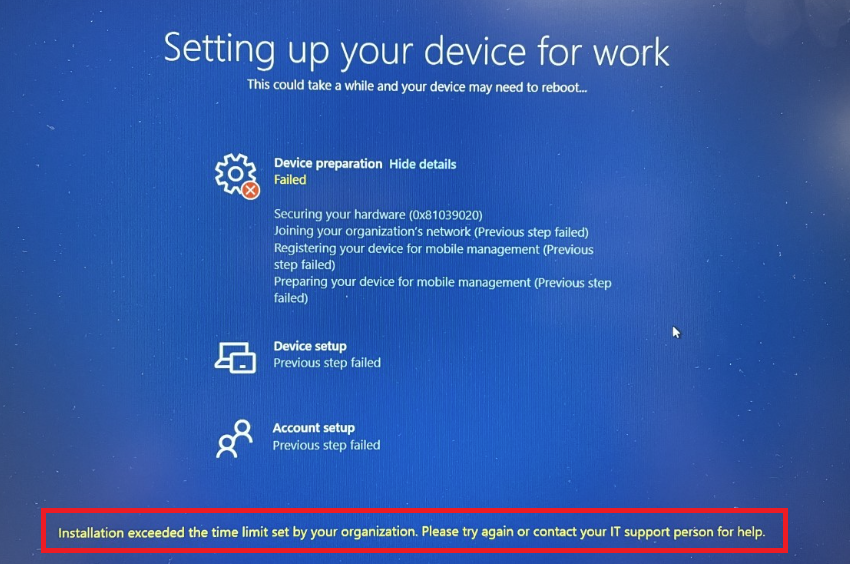 Setting up your device for work
This could take a while and your device may need to reboot...
Device preparation Hide details
Failed
Securing your hardware (0x81039020)
Joining your organization's network (Previous step failed)
Registering your device for mobile management (Previous
step failed)
Preparing your device for mobile management (Previous step
failed)
Device setup
Previous step failed
Account setup
Previous step failed
Installation exceeded the time limit set by your organization. Please try again or contact your IT support person for help.